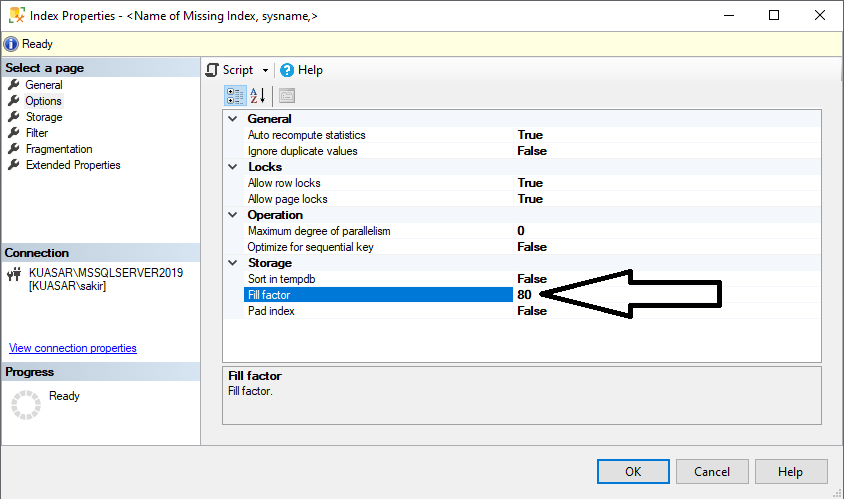 Index Properties - <Name of Missing Index, sysname,>
Ready
Select a page
General
Options
Storage
Filter
Fragmentation
Extended Properties
Connection
KUASAR\MSSQLSERVER2019
[KUASAR\sakir]
View connection properties
Progress
Ready
Script Help
General
Auto recompute statistics True
Ignore duplicate values False
Locks
Allow row locks True
Allow page locks True
Operation
Maximum degree of parallelism 0
Optimize for sequential key False
Storage
Sort in tempdb False
Fill factor 80
Pad index False
Fill factor
Fill factor.
OK Cancel Help